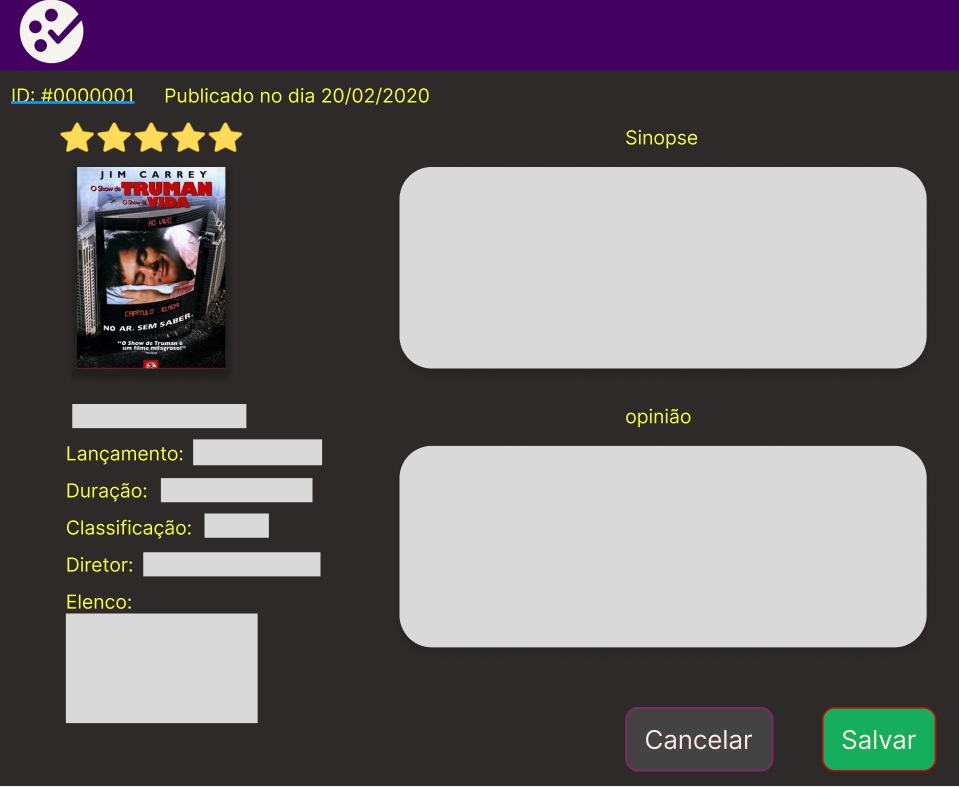 ID: #0000001 Publicado no dia 20/02/2020
Sinopse
JIM CARREY
O Show de TRUMAN
O Show da VIDA
AO VIVO
CAPÍTULO 10.909
NO AR. SEM SABER.
"O Show de Truman é
um filme milagroso!"
Lançamento:
Duração:
Classificação:
Diretor:
Elenco:
opinião
Cancelar
Salvar